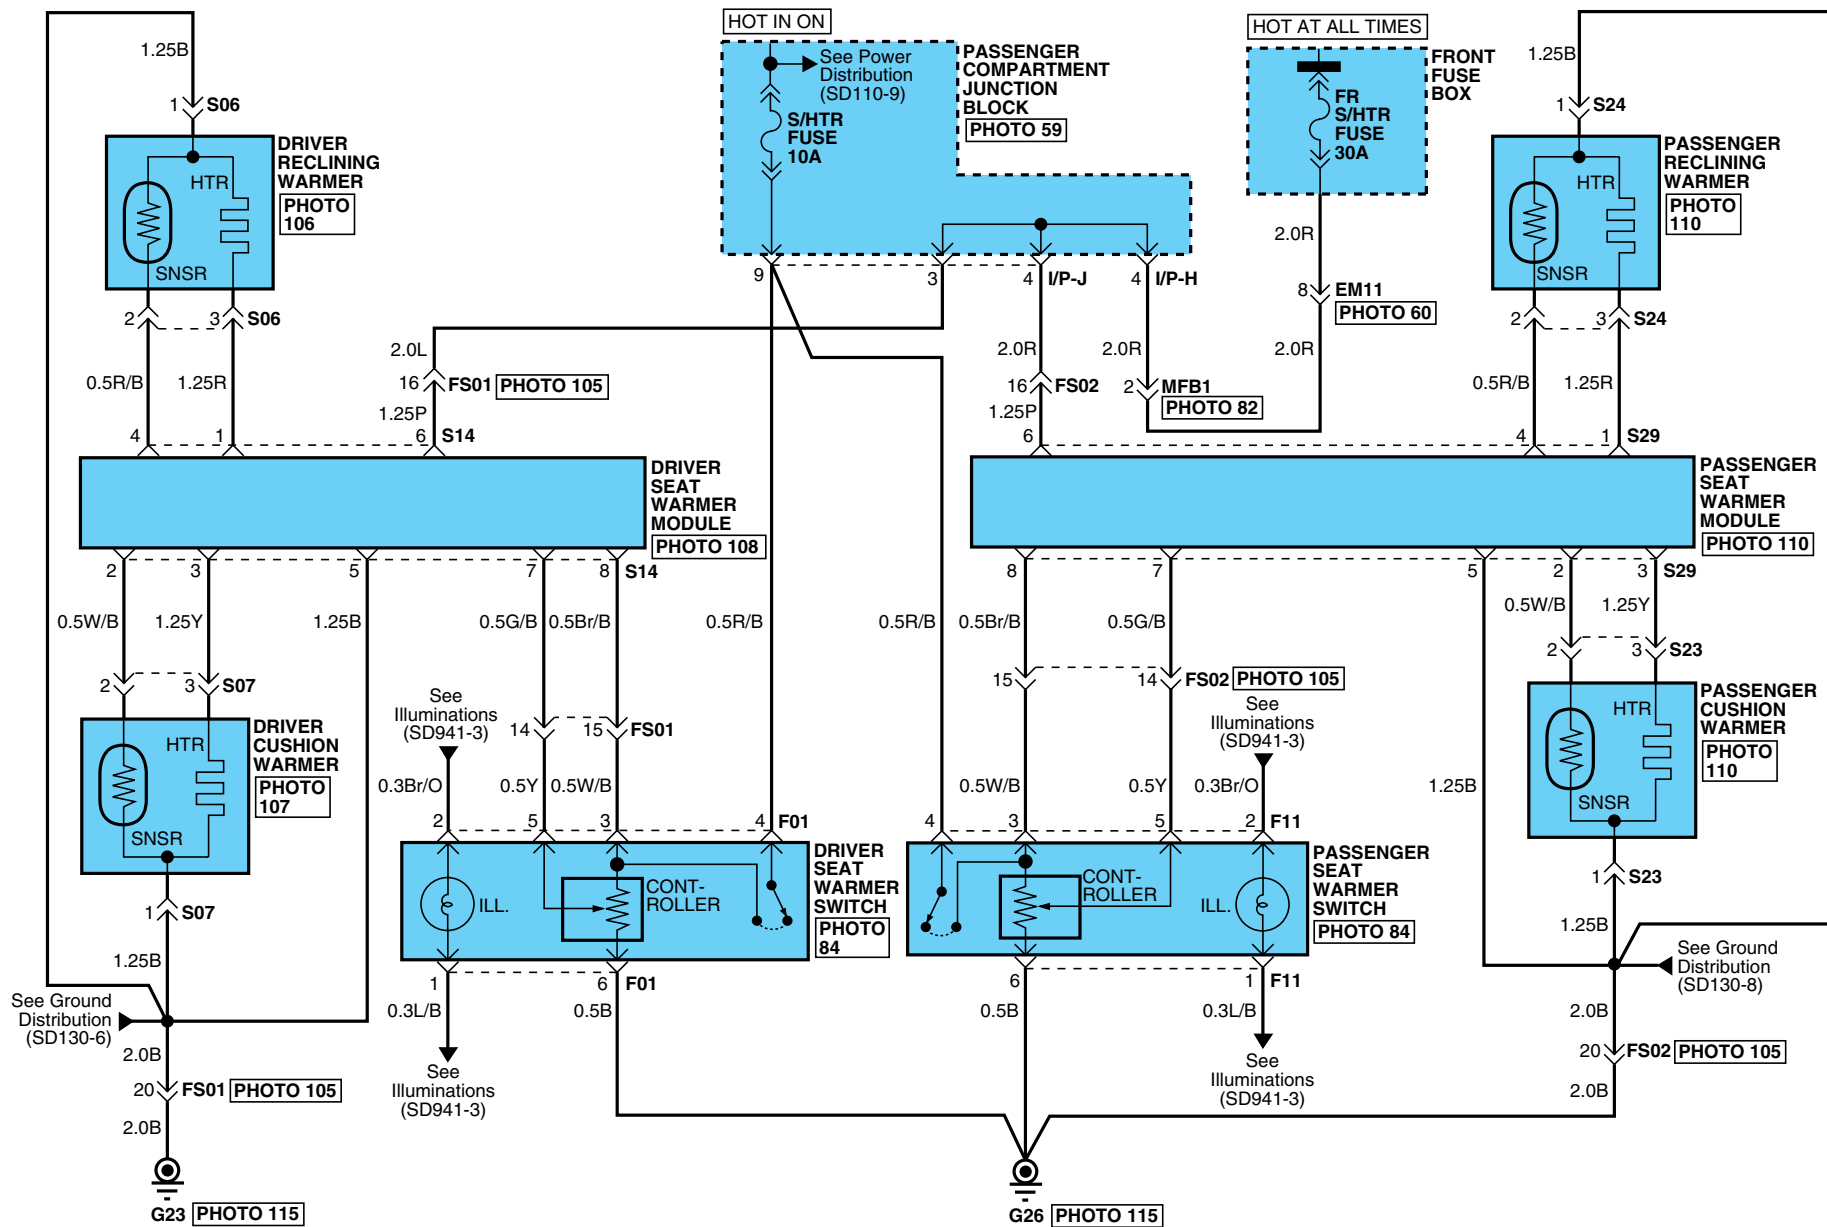 HOT IN ON
HOT AT ALL TIMES
1.25B
1 S06
DRIVER
RECLINING
WARMER
PHOTO
106
HTR
SNSR
2 3 S06
0.5R/B 1.25R
See Power
Distribution
(SD110-9)
S/HTR
FUSE
10A
PASSENGER
COMPARTMENT
JUNCTION
BLOCK
PHOTO 59
FR
S/HTR
FUSE
30A
FRONT
FUSE
BOX
9 3 4 I/P-J 4 I/P-H
2.0R
8 EM11
PHOTO 60
2.0R
1.25B
1 S24
PASSENGER
RECLINING
WARMER
PHOTO
110
HTR
SNSR
2 3 S24
0.5R/B 1.25R
2.0L
16 FS01 PHOTO 105
1.25P
2.0R
16 FS02
1.25P
2.0R
2 MFB1
PHOTO 82
4 1 6 S14
DRIVER
SEAT
WARMER
MODULE
PHOTO 108
2 3 5 7 8 S14
6 4 1 S29
PASSENGER
SEAT
WARMER
MODULE
PHOTO 110
8 7 5 2 3 S29
0.5W/B 1.25Y 1.25B 0.5G/B 0.5Br/B 0.5R/B
0.5R/B 0.5Br/B 0.5G/B
0.5W/B 1.25Y
2 3 S07
DRIVER
CUSHION
WARMER
PHOTO
107
HTR
SNSR
1 S07
1.25B
See Ground
Distribution
(SD130-6)
2.0B
20 FS01 PHOTO 105
2.0B
G23 PHOTO 115
See
Illuminations
(SD941-3)
14 15 FS01
0.3Br/O 0.5Y 0.5W/B
2 5 3 4 F01
ILL.
CONT-
ROLLER
DRIVER
SEAT
WARMER
SWITCH
PHOTO
84
1 6 F01
0.3L/B 0.5B
See
Illuminations
(SD941-3)
15 14 FS02 PHOTO 105
See
Illuminations
(SD941-3)
0.5W/B 0.5Y 0.3Br/O
4 3 5 2 F11
CONT-
ROLLER
ILL.
PASSENGER
SEAT
WARMER
SWITCH
PHOTO 84
6 1 F11
0.5B 0.3L/B
See
Illuminations
(SD941-3)
G26 PHOTO 115
2 3 S23
PASSENGER
CUSHION
WARMER
PHOTO
110
HTR
SNSR
1.25B
1 S23
1.25B
See Ground
Distribution
(SD130-8)
2.0B
20 FS02 PHOTO 105
2.0B